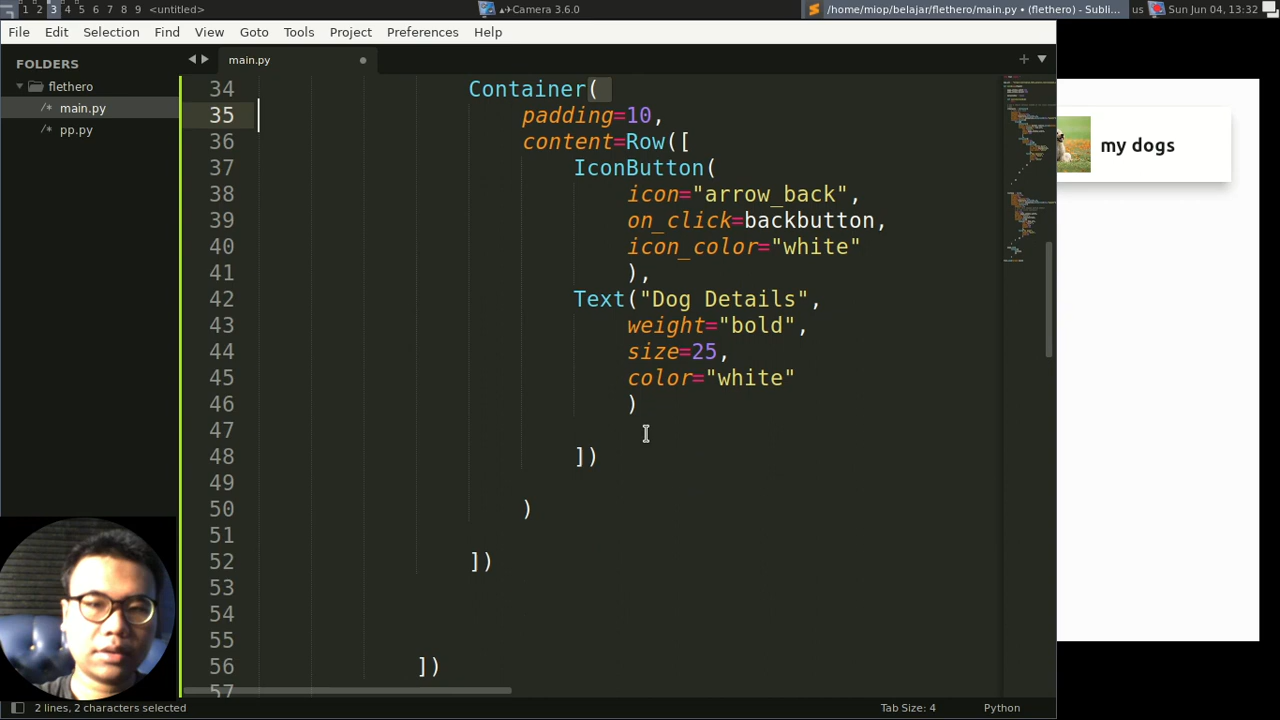 1 2 3 4 5 6 7 8 9 <untitled>
Camera 3.6.0
/home/miop/belajar/flethero/main.py • (flethero) - Subli...
us
Sun Jun 04, 13:32
File Edit Selection Find View Goto Tools Project Preferences Help
FOLDERS
flethero
/* main.py
/* pp.py
main.py
34 Container(
35 padding=10,
36 content=Row([
37 IconButton(
38 icon="arrow_back",
39 on_click=backbutton,
40 icon_color="white"
41 ),
42 Text("Dog Details",
43 weight="bold",
44 size=25,
45 color="white"
46 )
47
48 ])
49
50 )
51
52 ])
53
54
55
56 ])
57
my dogs
2 lines, 2 characters selected
Tab Size: 4
Python